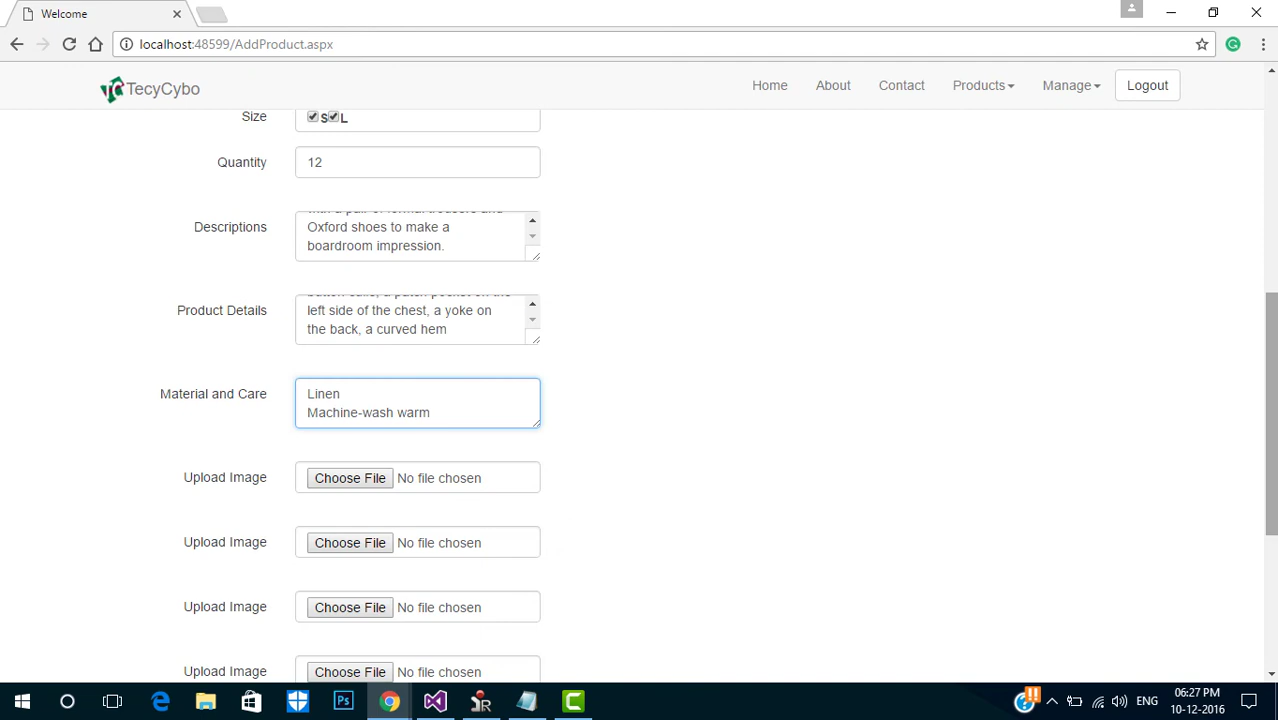 Welcome
localhost:48599/AddProduct.aspx
TecyCybo
Home
About
Contact
Products
Manage
Logout
Size
S L
Quantity
12
Descriptions
Oxford shoes to make a
boardroom impression.
Product Details
left side of the chest, a yoke on
the back, a curved hem
Material and Care
Linen
Machine-wash warm
Upload Image
Choose File No file chosen
Upload Image
Choose File No file chosen
Upload Image
Choose File No file chosen
Upload Image
Choose File No file chosen
ENG
06:27 PM
10-12-2016